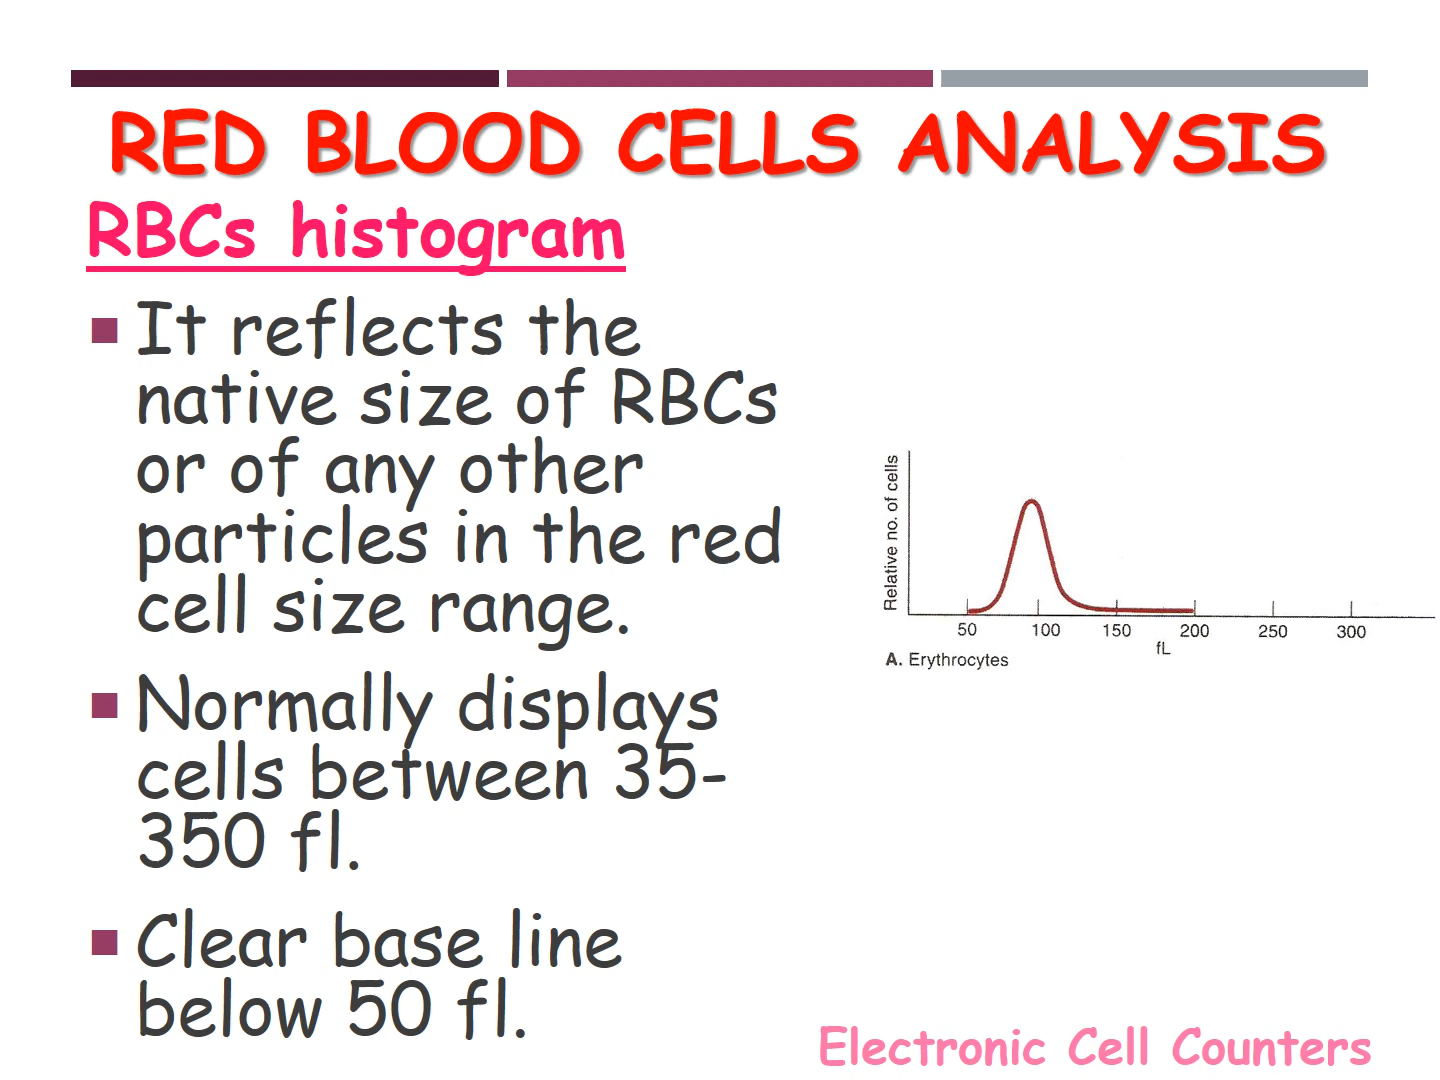 RED BLOOD CELLS ANALYSIS
RBCs histogram
It reflects the
native size of RBCs
or of any other
particles in the red
cell size range.
Normally displays
cells between 35-
350 fl.
Clear base line
below 50 fl.
Relative no. of cells
50 100 150 200 250 300
fL
A. Erythrocytes
Electronic Cell Counters